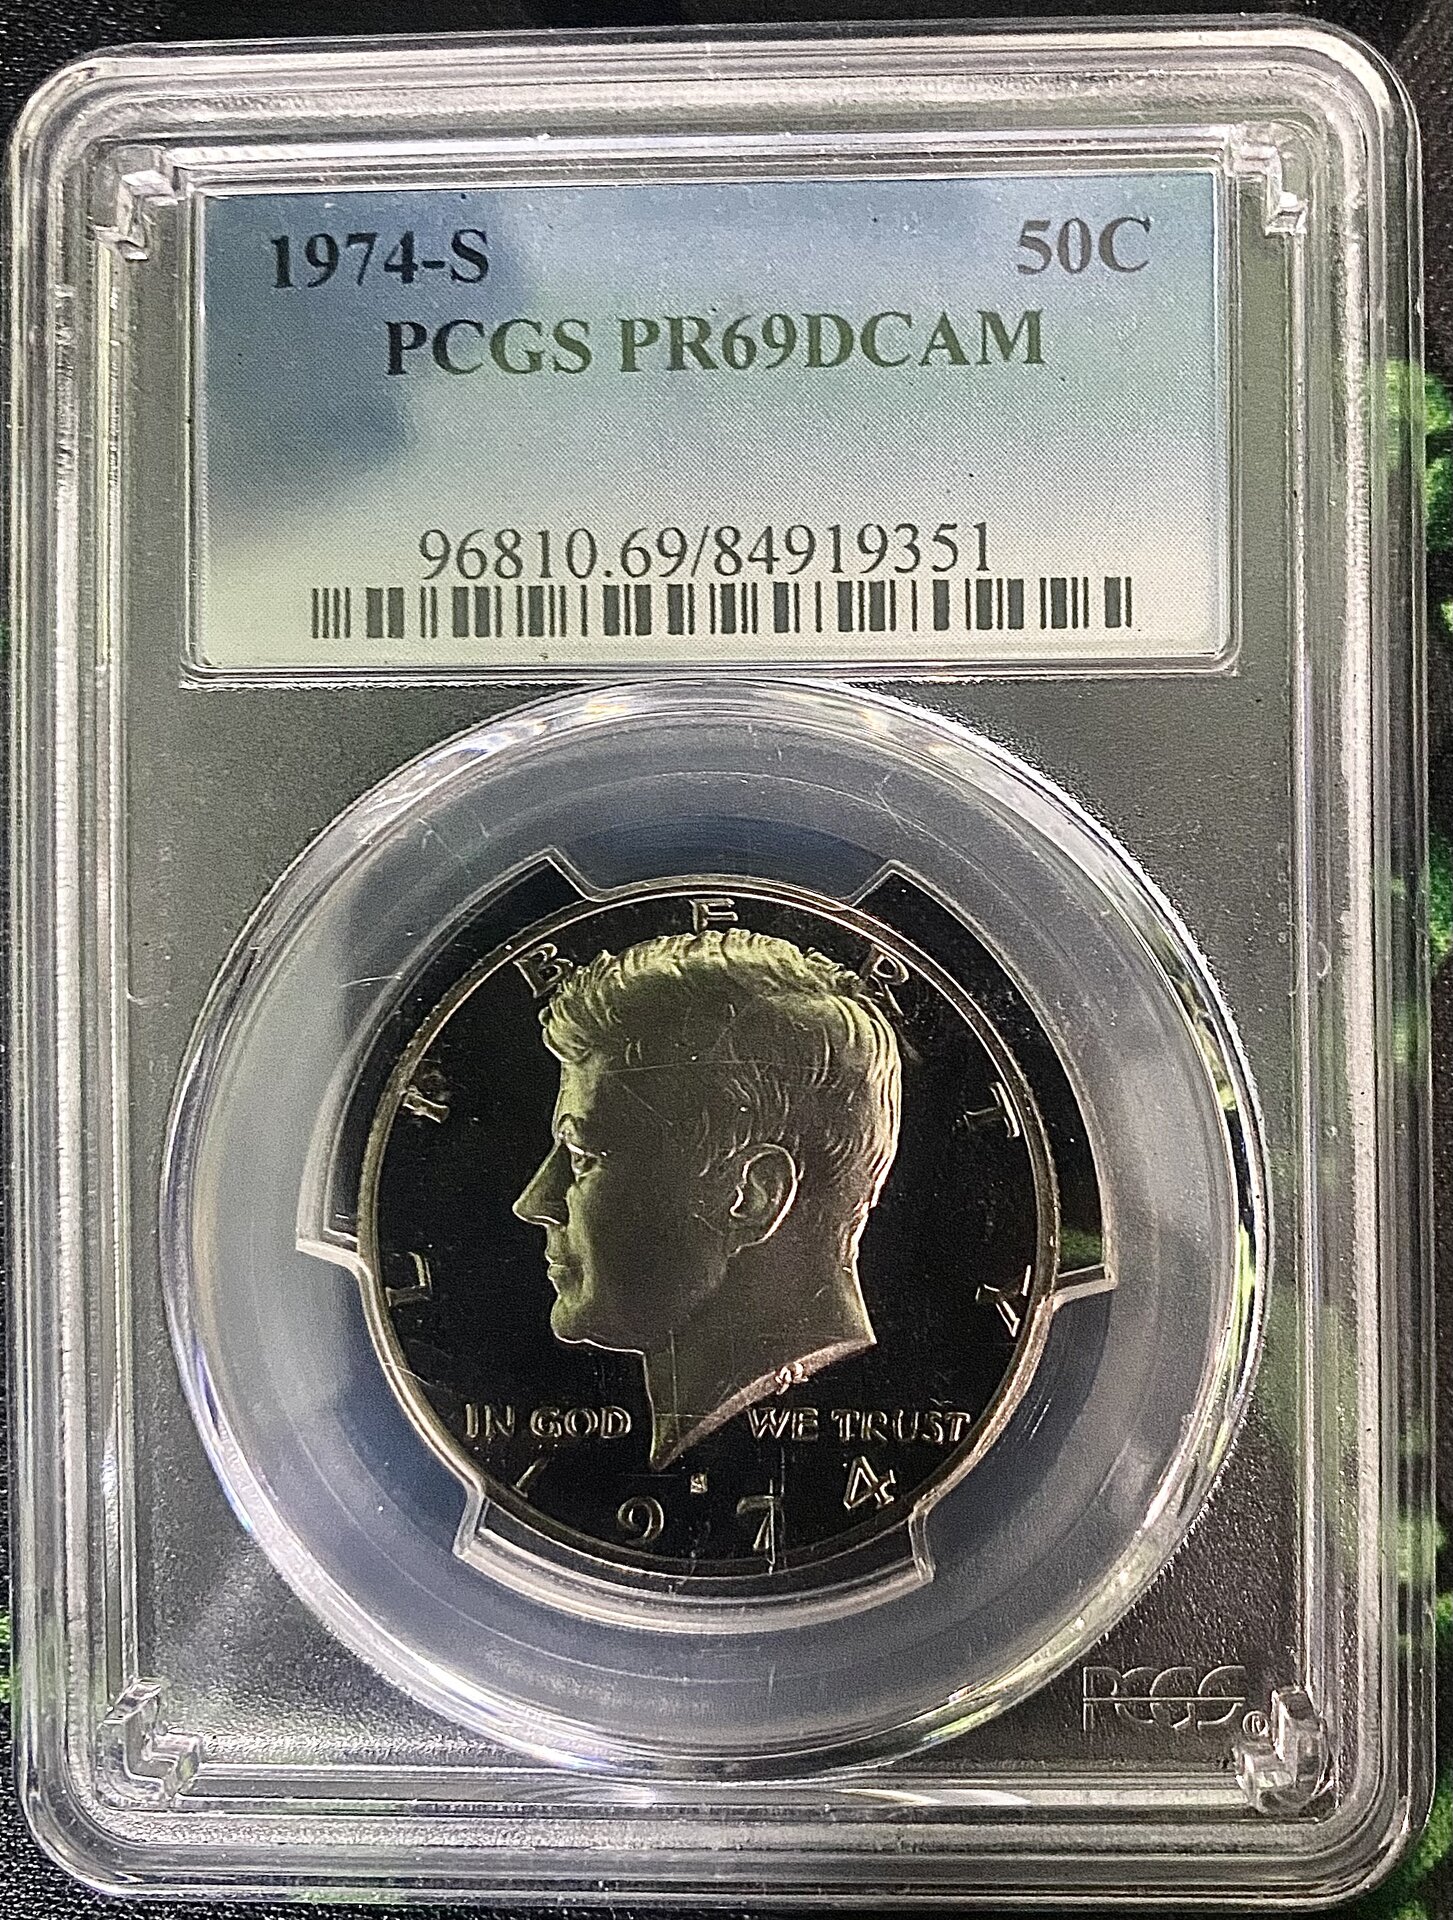 1974-S 50C
PCGS PR69DCAM
96810.69/84919351
LIBERTY
IN GOD WE TRUST
S
1974
PCGS®